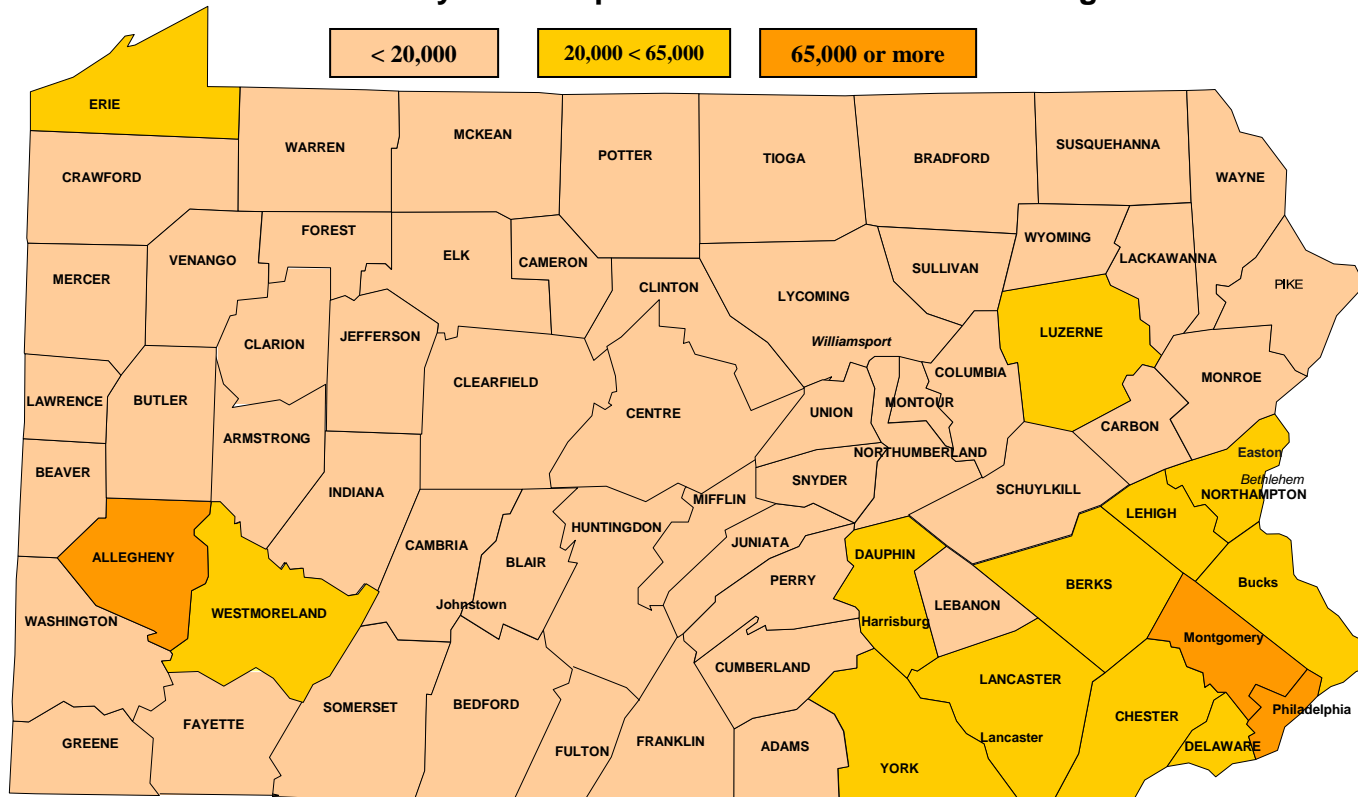 < 20,000
20,000 < 65,000
65,000 or more
ERIE
WARREN
MCKEAN
POTTER
TIOGA
BRADFORD
SUSQUEHANNA
WAYNE
CRAWFORD
FOREST
ELK
CAMERON
WYOMING
LACKAWANNA
VENANGO
SULLIVAN
MERCER
CLINTON
LYCOMING
PIKE
CLARION
JEFFERSON
LUZERNE
Williamsport
CLEARFIELD
COLUMBIA
MONROE
LAWRENCE
BUTLER
CENTRE
UNION
MONTOUR
ARMSTRONG
CARBON
BEAVER
NORTHUMBERLAND
Easton
SNYDER
Bethlehem
INDIANA
SCHUYLKILL
NORTHAMPTON
MIFFLIN
LEHIGH
HUNTINGDON
CAMBRIA
JUNIATA
ALLEGHENY
DAUPHIN
BLAIR
PERRY
BERKS
Bucks
WESTMORELAND
Johnstown
LEBANON
WASHINGTON
Harrisburg
Montgomery
CUMBERLAND
LANCASTER
SOMERSET
BEDFORD
Philadelphia
FAYETTE
CHESTER
GREENE
FULTON
FRANKLIN
ADAMS
Lancaster
DELAWARE
YORK